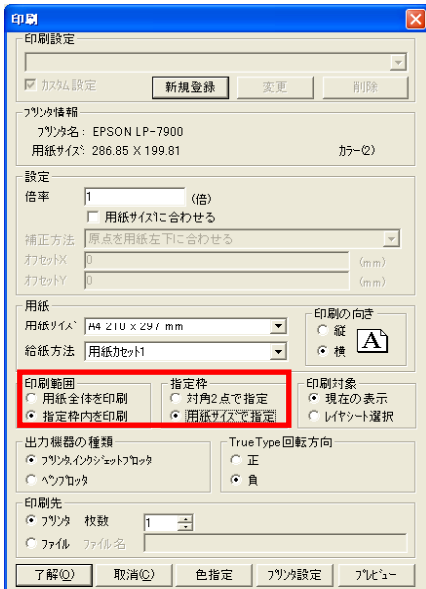 印刷
印刷設定
カスタム設定 新規登録 変更 削除
プリンタ情報
プリンタ名: EPSON LP-7900
用紙サイズ: 286.85 X 199.81 カラー(2)
設定
倍率 1 (倍)
用紙サイズに合わせる
補正方法 原点を用紙左下に合わせる
オフセットX 0 (mm)
オフセットY 0 (mm)
用紙
用紙サイズ A4 210 x 297 mm
給紙方法 用紙カセット1
印刷の向き
縦
横
A
印刷範囲
用紙全体を印刷
指定枠内を印刷
指定枠
対角2点で指定
用紙サイズで指定
印刷対象
現在の表示
レイヤシート選択
出力機器の種類
プリンタ,インクジェットプロッタ
ペンプロッタ
TrueType回転方向
正
負
印刷先
プリンタ 枚数 1
ファイル ファイル名
了解(O) 取消(C) 色指定 プリンタ設定 プレビュー